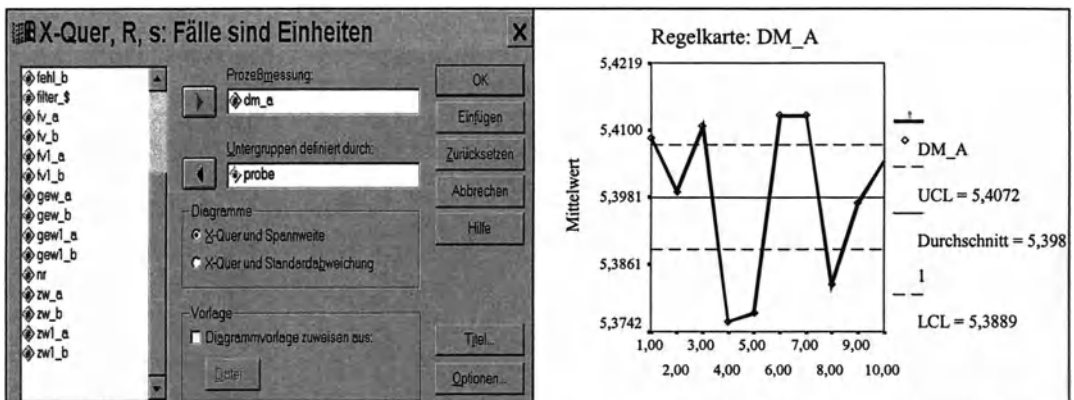 X-Quer, R, s: Fälle sind Einheiten
fehl_b
filter_$
fv_a
fv_b
fv1_a
fv1_b
gew_a
gew_b
gew1_a
gew1_b
nr
zw_a
zw_b
zw1_a
zw1_b
Prozeßmessung:
dm_a
Untergruppen definiert durch:
probe
Diagramme
X-Quer und Spannweite
X-Quer und Standardabweichung
Vorlage
Diagrammvorlage zuweisen aus:
Datei...
OK
Einfügen
Zurücksetzen
Abbrechen
Hilfe
Titel...
Optionen...
Regelkarte: DM_A
Mittelwert
5,4219
5,4100
5,3981
5,3861
5,3742
1,00 3,00 5,00 7,00 9,00
2,00 4,00 6,00 8,00 10,00
DM_A
UCL = 5,4072
Durchschnitt = 5,398
1
LCL = 5,3889